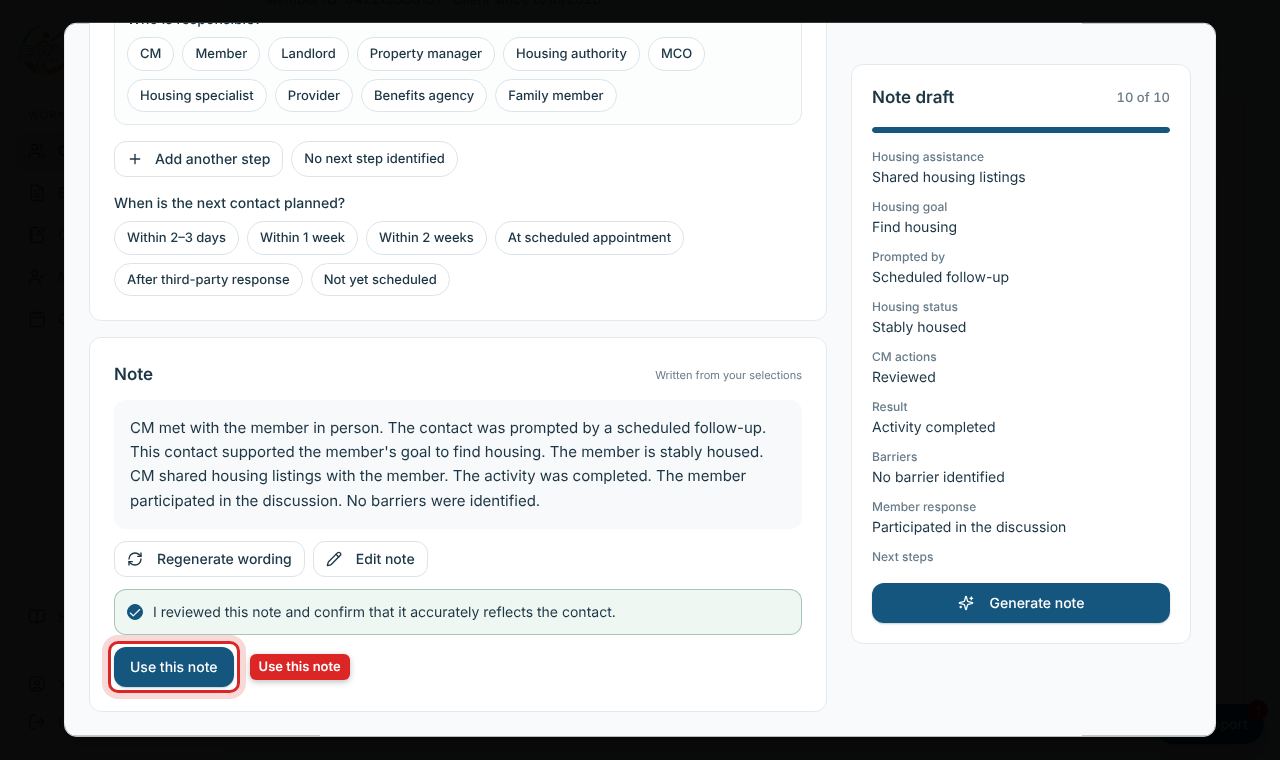 CM
Member
Landlord
Property manager
Housing authority
MCO
Housing specialist
Provider
Benefits agency
Family member
Add another step
No next step identified
When is the next contact planned?
Within 2–3 days
Within 1 week
Within 2 weeks
At scheduled appointment
After third-party response
Not yet scheduled
Note
Written from your selections
CM met with the member in person. The contact was prompted by a scheduled follow-up.
This contact supported the member's goal to find housing. The member is stably housed.
CM shared housing listings with the member. The activity was completed. The member
participated in the discussion. No barriers were identified.
Regenerate wording
Edit note
I reviewed this note and confirm that it accurately reflects the contact.
Use this note
Use this note
Note draft
10 of 10
Housing assistance
Shared housing listings
Housing goal
Find housing
Prompted by
Scheduled follow-up
Housing status
Stably housed
CM actions
Reviewed
Result
Activity completed
Barriers
No barrier identified
Member response
Participated in the discussion
Next steps
Generate note